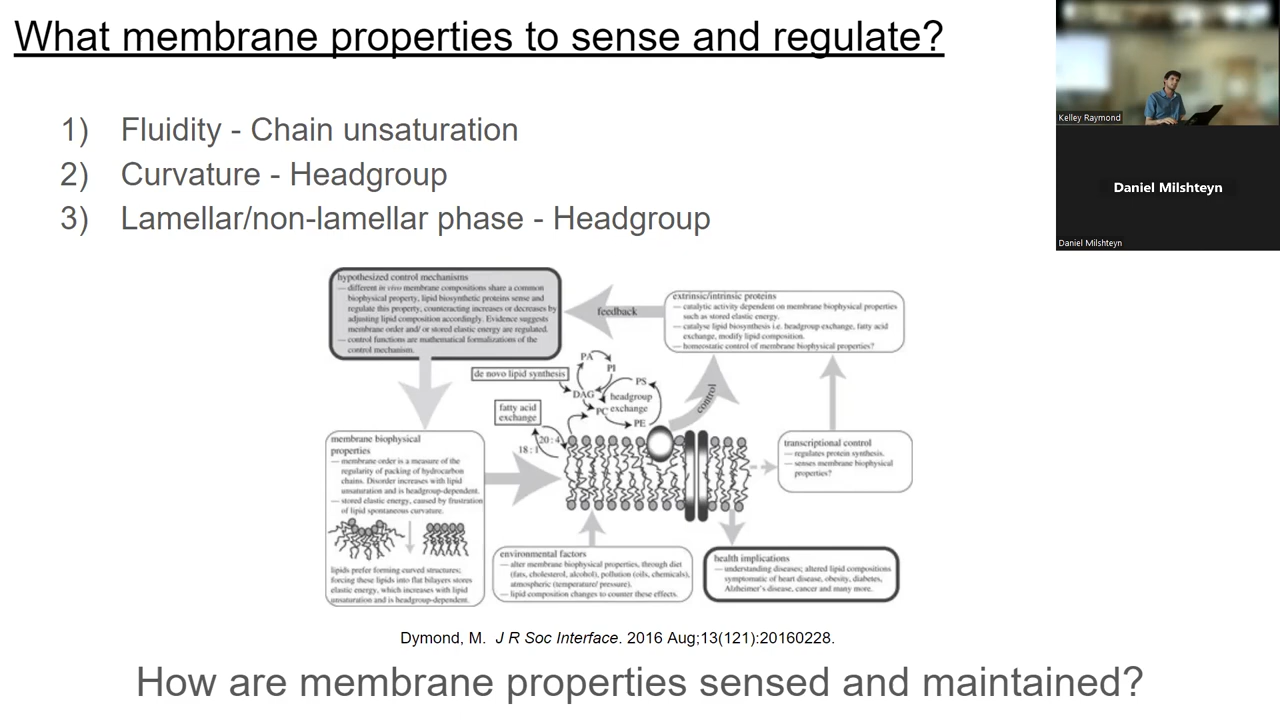 What membrane properties to sense and regulate?
1) Fluidity - Chain unsaturation
2) Curvature - Headgroup
3) Lamellar/non-lamellar phase - Headgroup
Kelley Raymond
Daniel Milshteyn
Daniel Milshteyn
hypothesized control mechanisms
— different in vivo membrane compositions share a common
biophysical property, lipid biosynthetic proteins sense and
regulate this property, counteracting increases or decreases by
adjusting lipid composition accordingly. Evidence suggests
membrane order and/ or stored elastic energy are regulated.
— control functions are mathematical formalizations of the
control mechanism.
feedback
extrinsic/intrinsic proteins
— catalytic activity dependent on membrane biophysical properties
such as stored elastic energy.
— catalyse lipid biosynthesis i.e. headgroup exchange, fatty acid
exchange, modify lipid composition.
— homeostatic control of membrane biophysical properties?
de novo lipid synthesis
PA
PI
DAG
PS
headgroup
exchange
PC
PE
control
fatty acid
exchange
20:4
18:1
membrane biophysical
properties
— membrane order is a measure of the
regularity of packing of hydrocarbon
chains. Disorder increases with lipid
unsaturation and is headgroup-dependent.
— stored elastic energy, caused by frustration
of lipid spontaneous curvature.
lipids prefer forming curved structures;
forcing these lipids into flat bilayers stores
elastic energy, which increases with lipid
unsaturation and is headgroup-dependent.
transcriptional control
— regulates protein synthesis.
— senses membrane biophysical
properties?
environmental factors
— alter membrane biophysical properties, through diet
(fats, cholesterol, alcohol), pollution (oils, chemicals),
atmospheric (temperature/ pressure).
— lipid composition changes to counter these effects.
health implications
— understanding diseases; altered lipid compositions
symptomatic of heart disease, obesity, diabetes,
Alzheimer's disease, cancer and many more.
Dymond, M. J R Soc Interface. 2016 Aug;13(121):20160228.
How are membrane properties sensed and maintained?